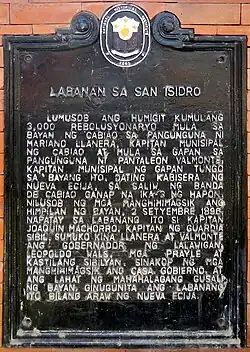 LABANAN SA SAN ISIDRO
LUMUSOB ANG HUMIGIT KUMULANG
3,000 REBOLUSYONARYO MULA SA
BAYAN NG CABIAO SA PANGUNGUNA NI
MARIANO LLANERA, KAPITAN MUNISIPAL
NG CABIAO AT MULA SA GAPAN SA
PANGUNGUNA NI PANTALEON VALMONTE,
KAPITAN MUNISIPAL NG GAPAN TUNGO
SA BAYANG ITO, DATING KABISERA NG
NUEVA ECIJA, SA SALIW NG BANDA
DE CABIAO GANAP NA IKA-3 NG HAPON.
NILUSOB NG MGA MANGHIHIMAGSIK ANG
HIMPILAN NG BAYAN, 2 SETYEMBRE 1896.
NAPATAY SA LABANANG ITO SI KAPITAN
JOAQUIN MACHORRO, KAPITAN NG GUARDIA
SIBIL. SUMUKO KINA LLANERA AT VALMONTE
ANG GOBERNADOR NG LALAWIGAN
LEOPOLDO WALS, MGA PRAYLE AT
KASTILANG SIBILYAN. SINAKOP NG MGA
MANGHIHIMAGSIK ANG CASA GOBIERNO, AT
ANG LAHAT NG MAHAHALAGANG GUSALI
NG BAYAN. GINUGUNITA ANG LABANANG
ITO BILANG ARAW NG NUEVA ECIJA.